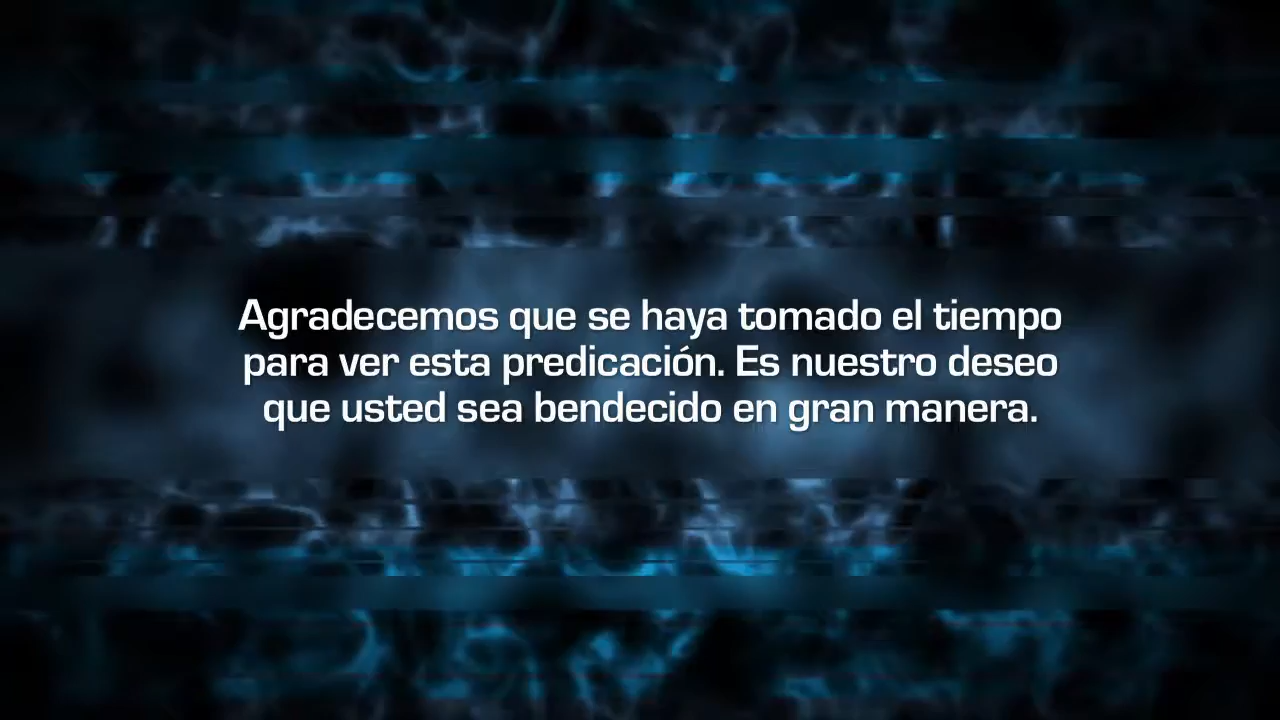 Agradecemos que se haya tomado el tiempo
para ver esta predicación. Es nuestro deseo
que usted sea bendecido en gran manera.